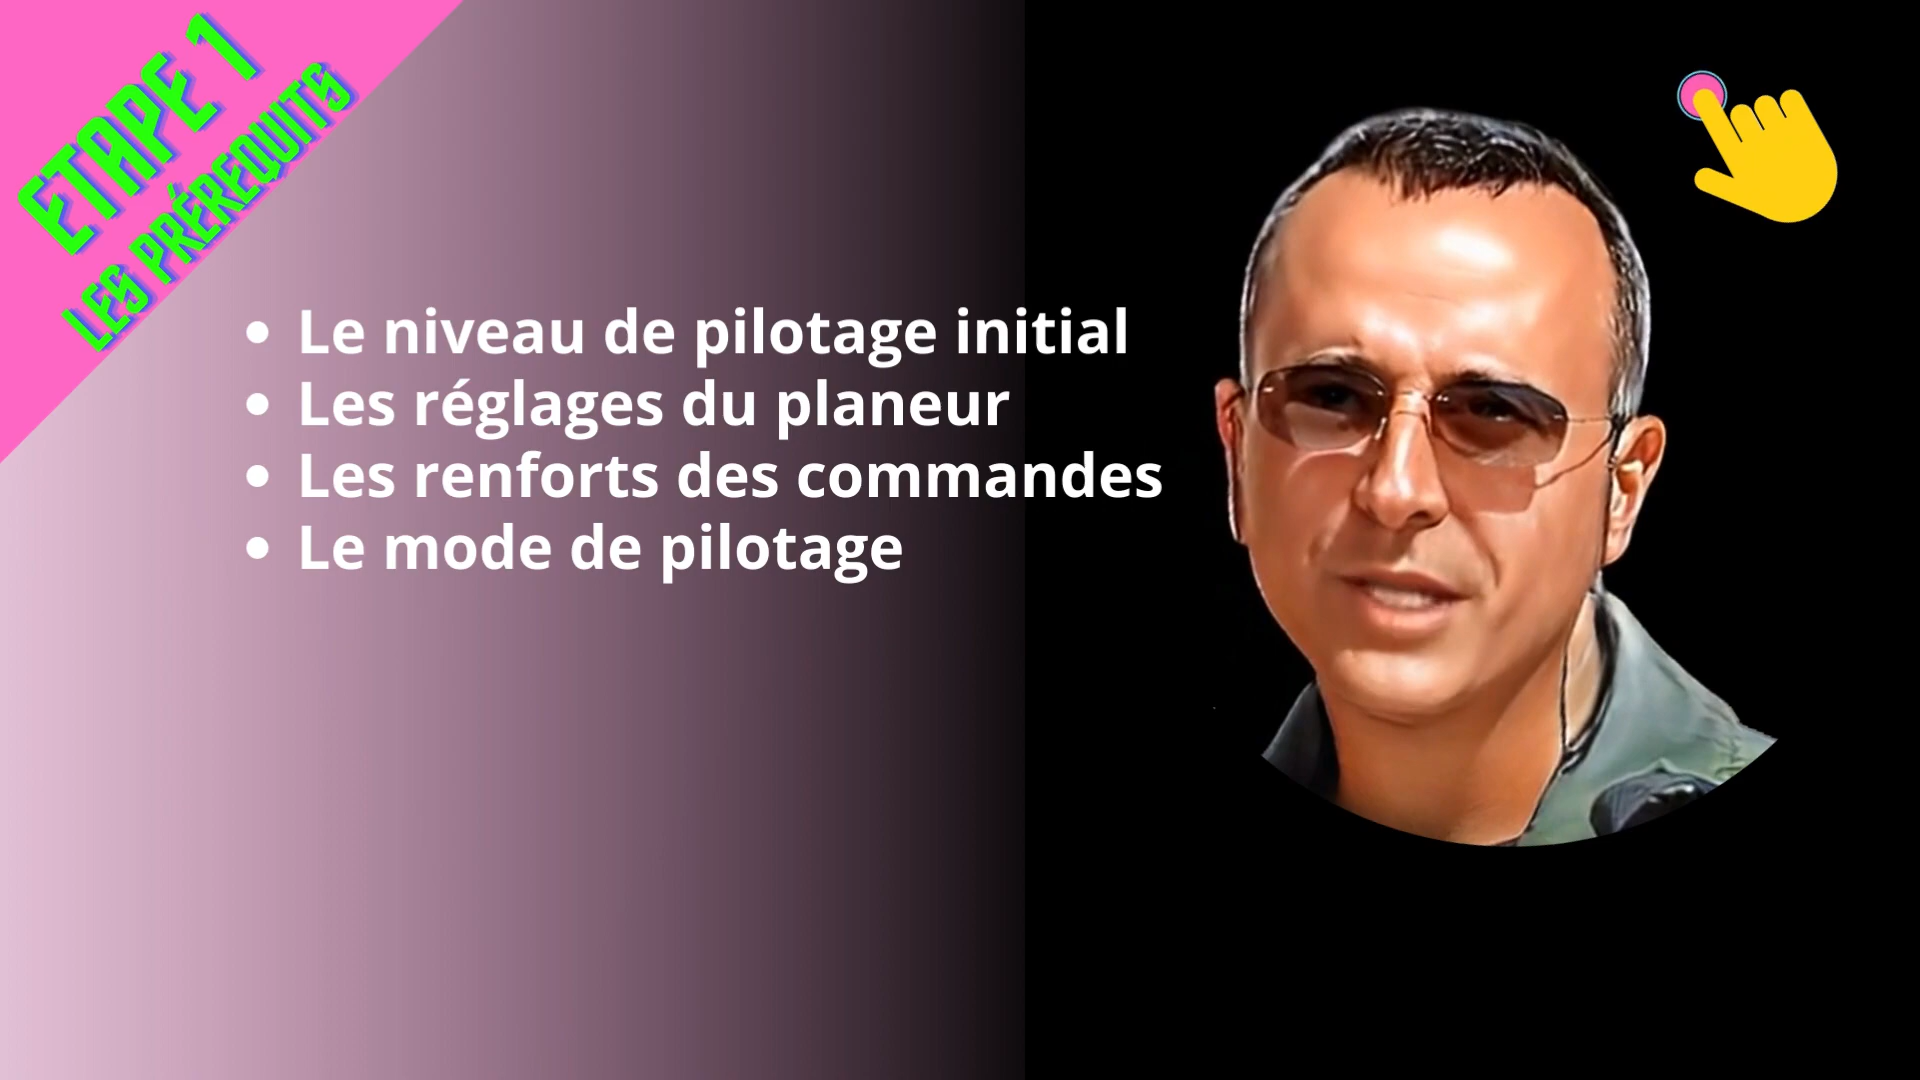 ETAPE 1
LES PRÉREQUITS
• Le niveau de pilotage initial
• Les réglages du planeur
• Les renforts des commandes
• Le mode de pilotage